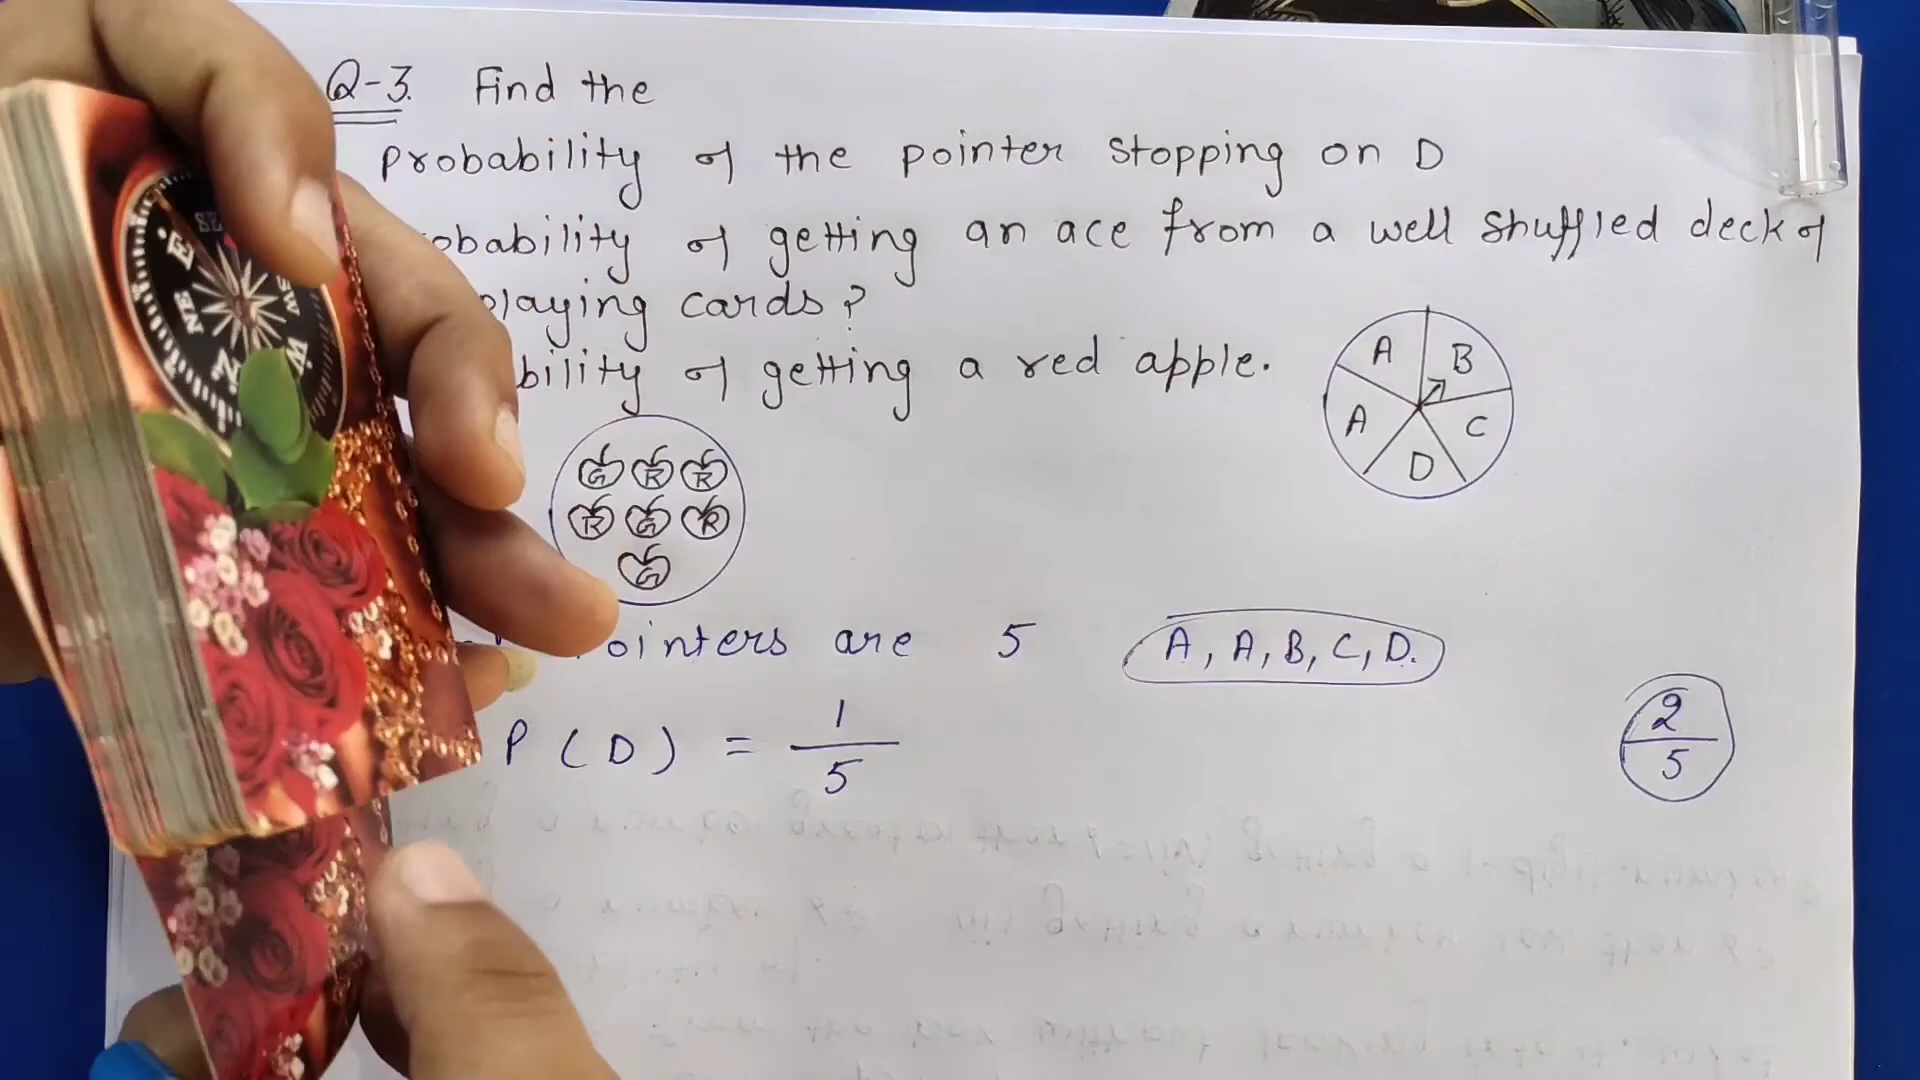 Q-3. Find the
probability of the pointer stopping on D
obability of getting an ace from a well shuffled deck of
playing cards?
bility of getting a red apple.
A B
A C
D
G R R
R G R
G
ointers are 5 A, A, B, C, D.
P (D) = 1/5
2/5
SE
E
NE
N
W